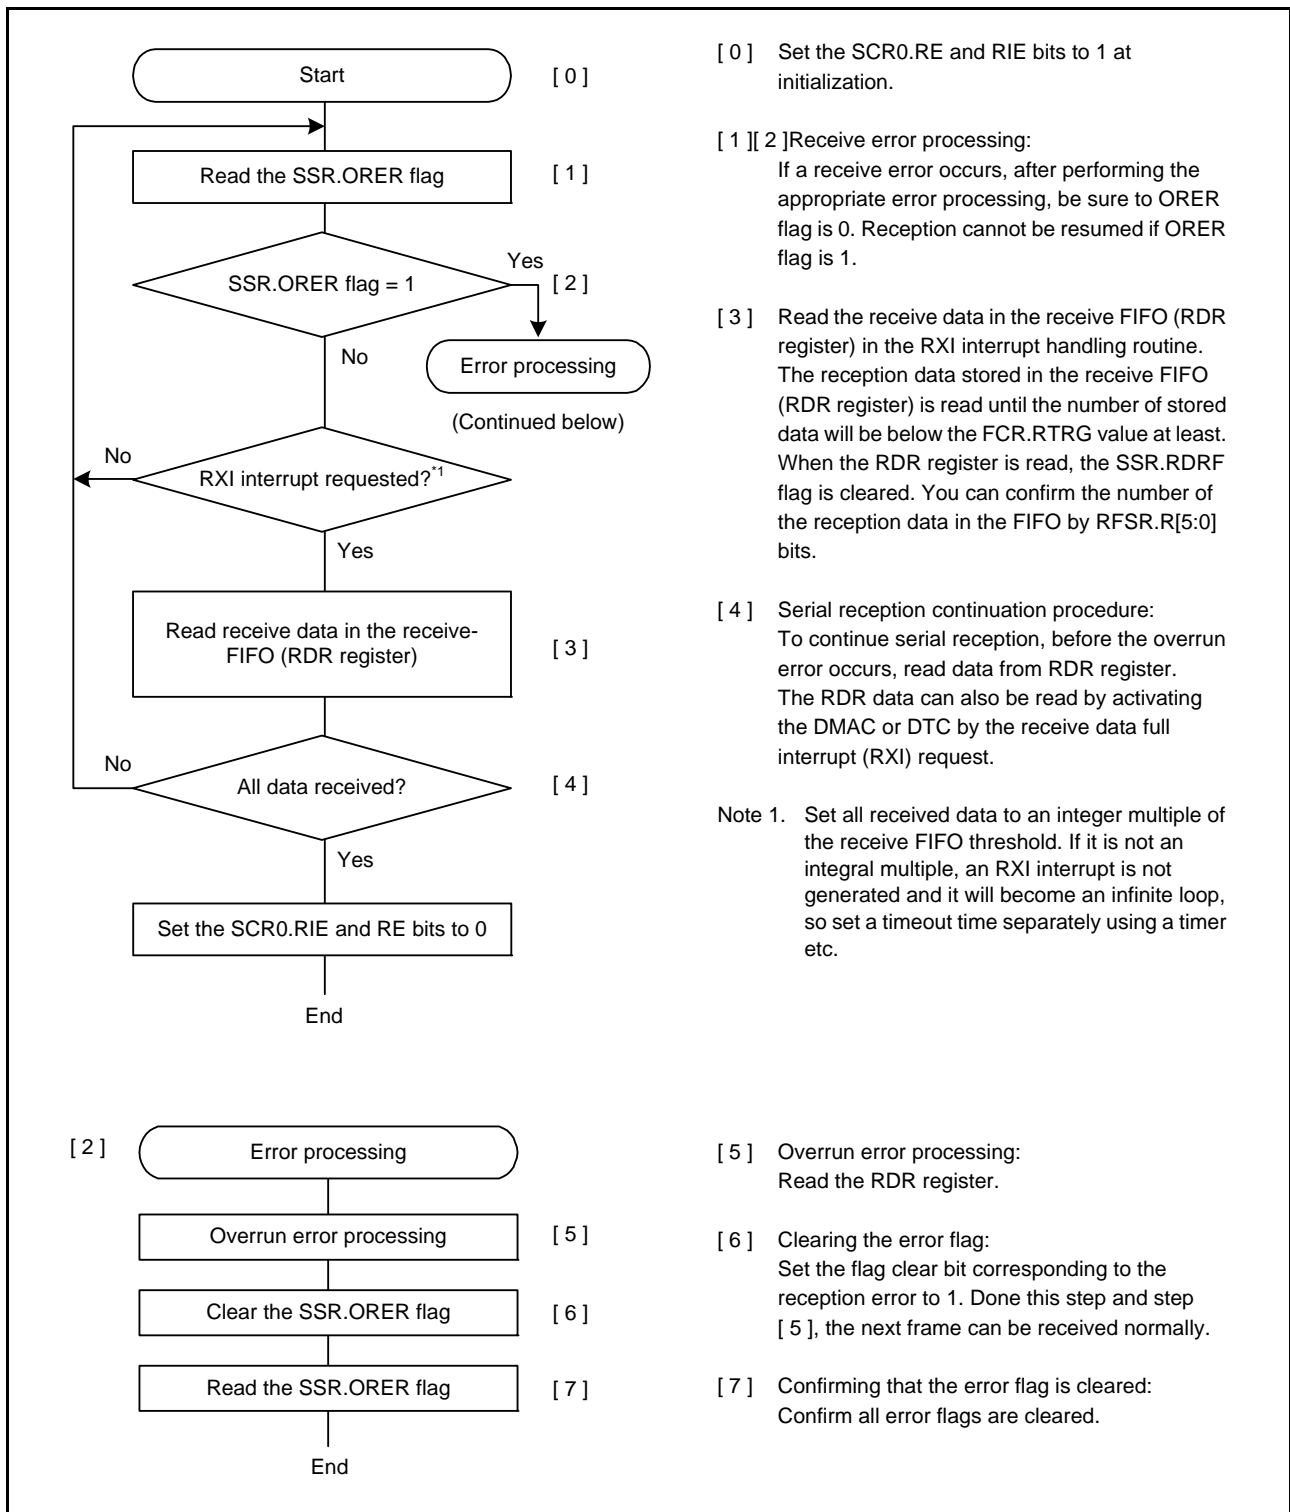 Start
[ 0 ]
Read the SSR.ORER flag
[ 1 ]
SSR.ORER flag = 1
Yes
[ 2 ]
No
Error processing
(Continued below)
No
RXI interrupt requested?*1
Yes
Read receive data in the receive-
FIFO (RDR register)
[ 3 ]
No
All data received?
[ 4 ]
Yes
Set the SCR0.RIE and RE bits to 0
End
[ 0 ] Set the SCR0.RE and RIE bits to 1 at
initialization.
[ 1 ][ 2 ]Receive error processing:
If a receive error occurs, after performing the
appropriate error processing, be sure to ORER
flag is 0. Reception cannot be resumed if ORER
flag is 1.
[ 3 ] Read the receive data in the receive FIFO (RDR
register) in the RXI interrupt handling routine.
The reception data stored in the receive FIFO
(RDR register) is read until the number of stored
data will be below the FCR.RTRG value at least.
When the RDR register is read, the SSR.RDRF
flag is cleared. You can confirm the number of
the reception data in the FIFO by RFSR.R[5:0]
bits.
[ 4 ] Serial reception continuation procedure:
To continue serial reception, before the overrun
error occurs, read data from RDR register.
The RDR data can also be read by activating
the DMAC or DTC by the receive data full
interrupt (RXI) request.
Note 1. Set all received data to an integer multiple of
the receive FIFO threshold. If it is not an
integral multiple, an RXI interrupt is not
generated and it will become an infinite loop,
so set a timeout time separately using a timer
etc.
[ 2 ]
Error processing
Overrun error processing
[ 5 ]
Clear the SSR.ORER flag
[ 6 ]
Read the SSR.ORER flag
[ 7 ]
End
[ 5 ] Overrun error processing:
Read the RDR register.
[ 6 ] Clearing the error flag:
Set the flag clear bit corresponding to the
reception error to 1. Done this step and step
[ 5 ], the next frame can be received normally.
[ 7 ] Confirming that the error flag is cleared:
Confirm all error flags are cleared.